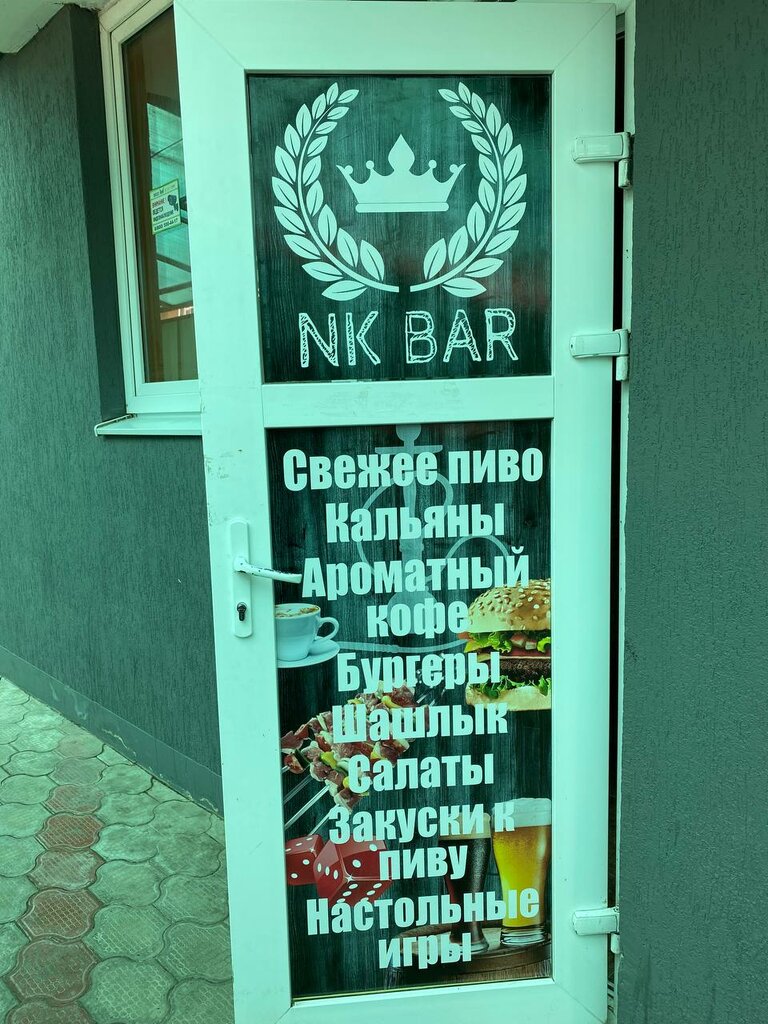 NK BAR
Свежее пиво
Кальяны
Ароматный
кофе
Бургеры
Шашлык
Салаты
Закуски к
пиву
Настольные
игры